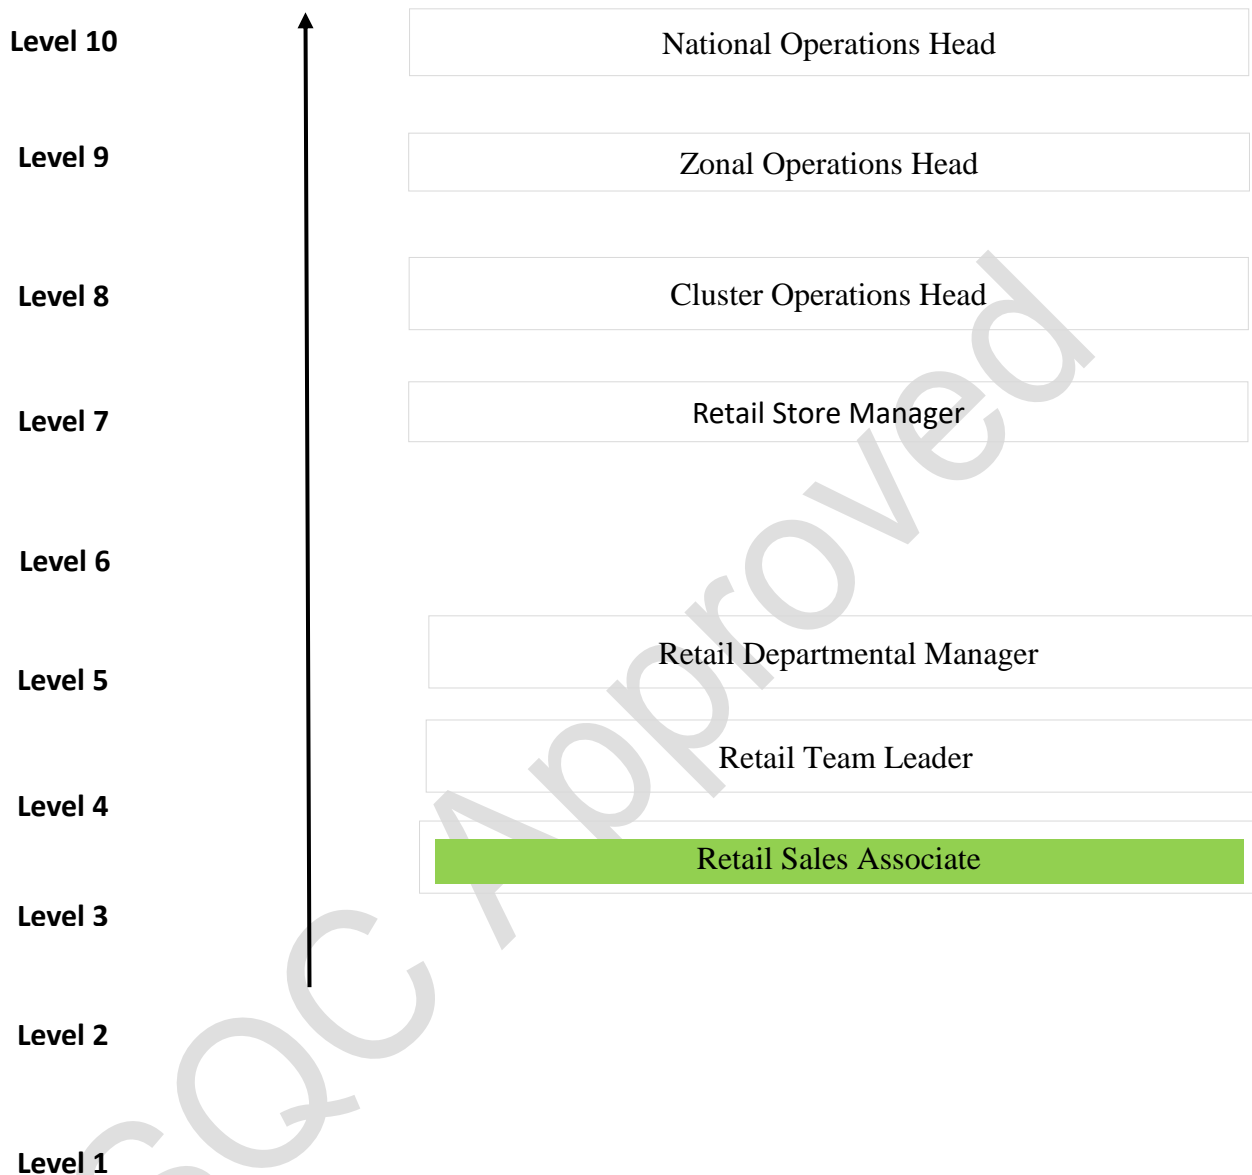 Level 10
National Operations Head
Level 9
Zonal Operations Head
Level 8
Cluster Operations Head
Level 7
Retail Store Manager
Level 6
Retail Departmental Manager
Level 5
Retail Team Leader
Level 4
Retail Sales Associate
Level 3
Level 2
Level 1
SQC Approved